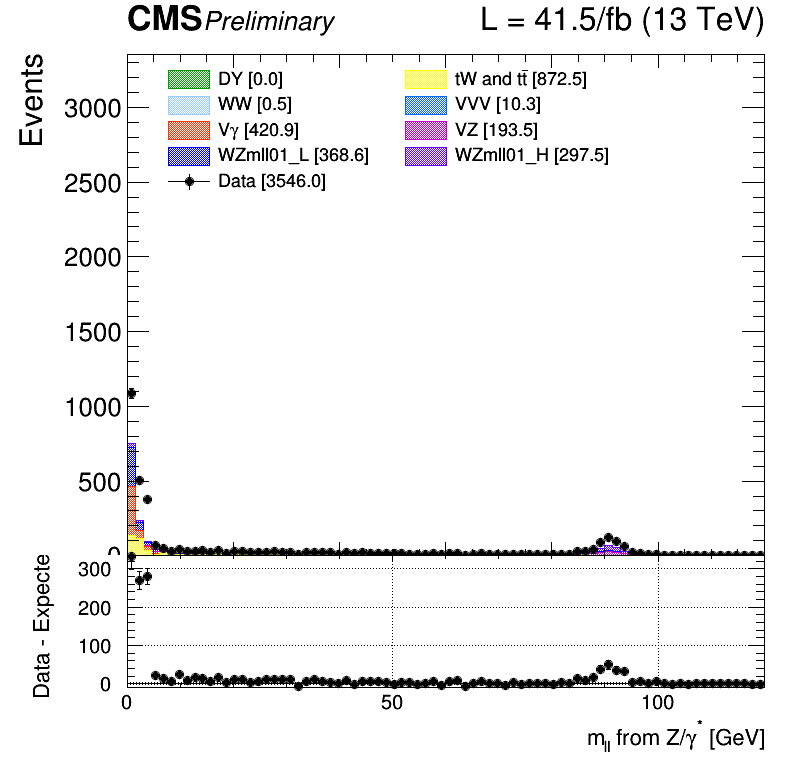 CMS Preliminary L = 41.5/fb (13 TeV)
Events
3000
2500
2000
1500
1000
500
0
DY [0.0]
tW and tt̄ [872.5]
WW [0.5]
VVV [10.3]
Vγ [420.9]
VZ [193.5]
WZmll01_L [368.6]
WZmll01_H [297.5]
Data [3546.0]
Data - Expecte
300
200
100
0
0 50 100
m_ll from Z/γ* [GeV]